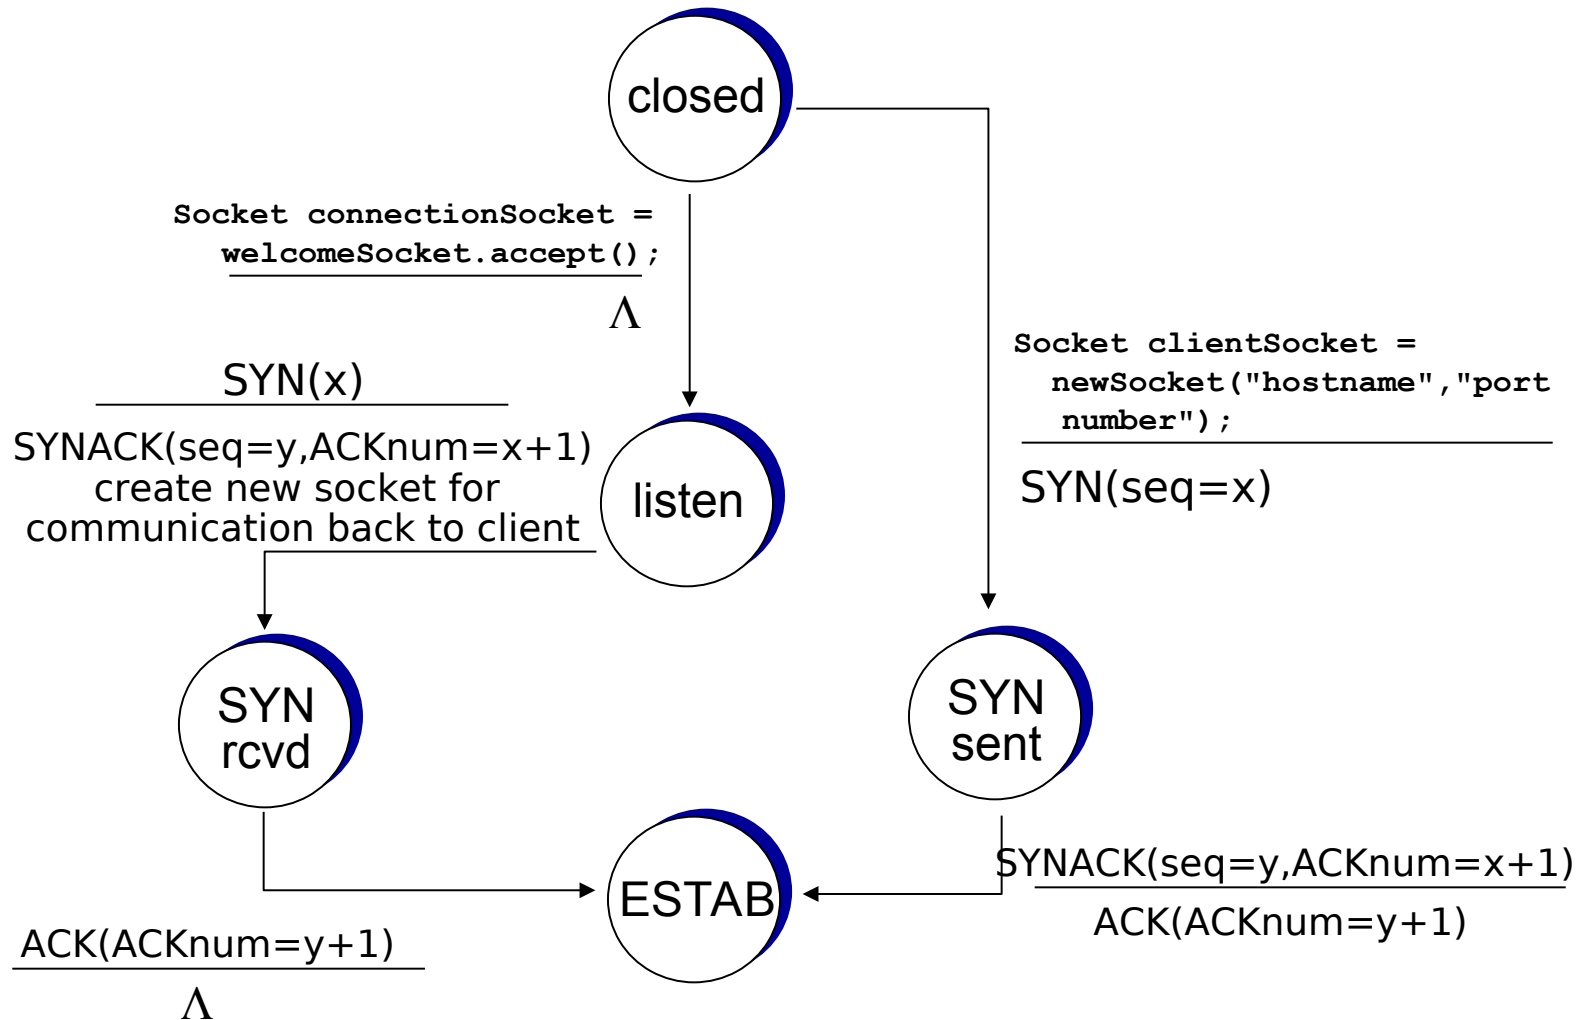 closed
Socket connectionSocket =
welcomeSocket.accept();
Λ
Socket clientSocket =
newSocket("hostname","port
number");
SYN(seq=x)
SYN(x)
SYNACK(seq=y,ACKnum=x+1)
create new socket for
communication back to client
listen
SYN
rcvd
SYN
sent
ESTAB
SYNACK(seq=y,ACKnum=x+1)
ACK(ACKnum=y+1)
ACK(ACKnum=y+1)
Λ